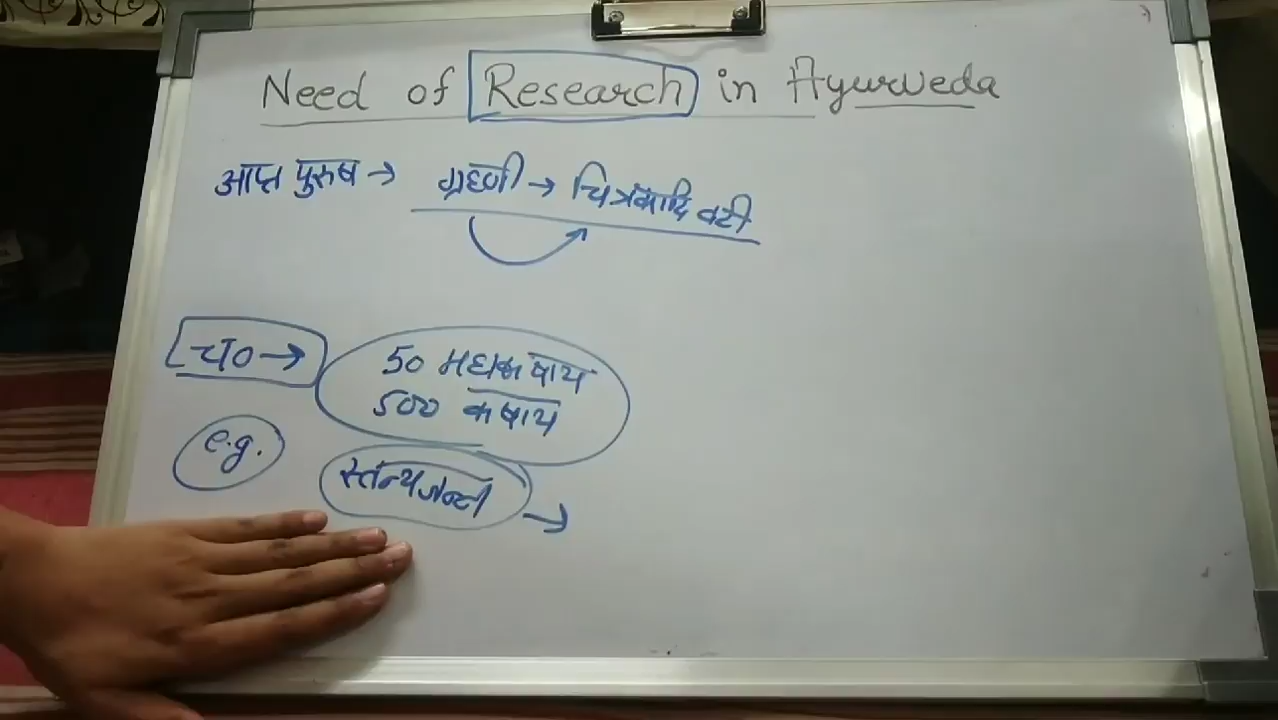 Need of Research in Ayurveda
आप्त पुरुष → ग्रहणी → चित्रकादि वटी
च० →
50 महाकषाय
500 कषाय
e.g.
स्तन्यजननी →